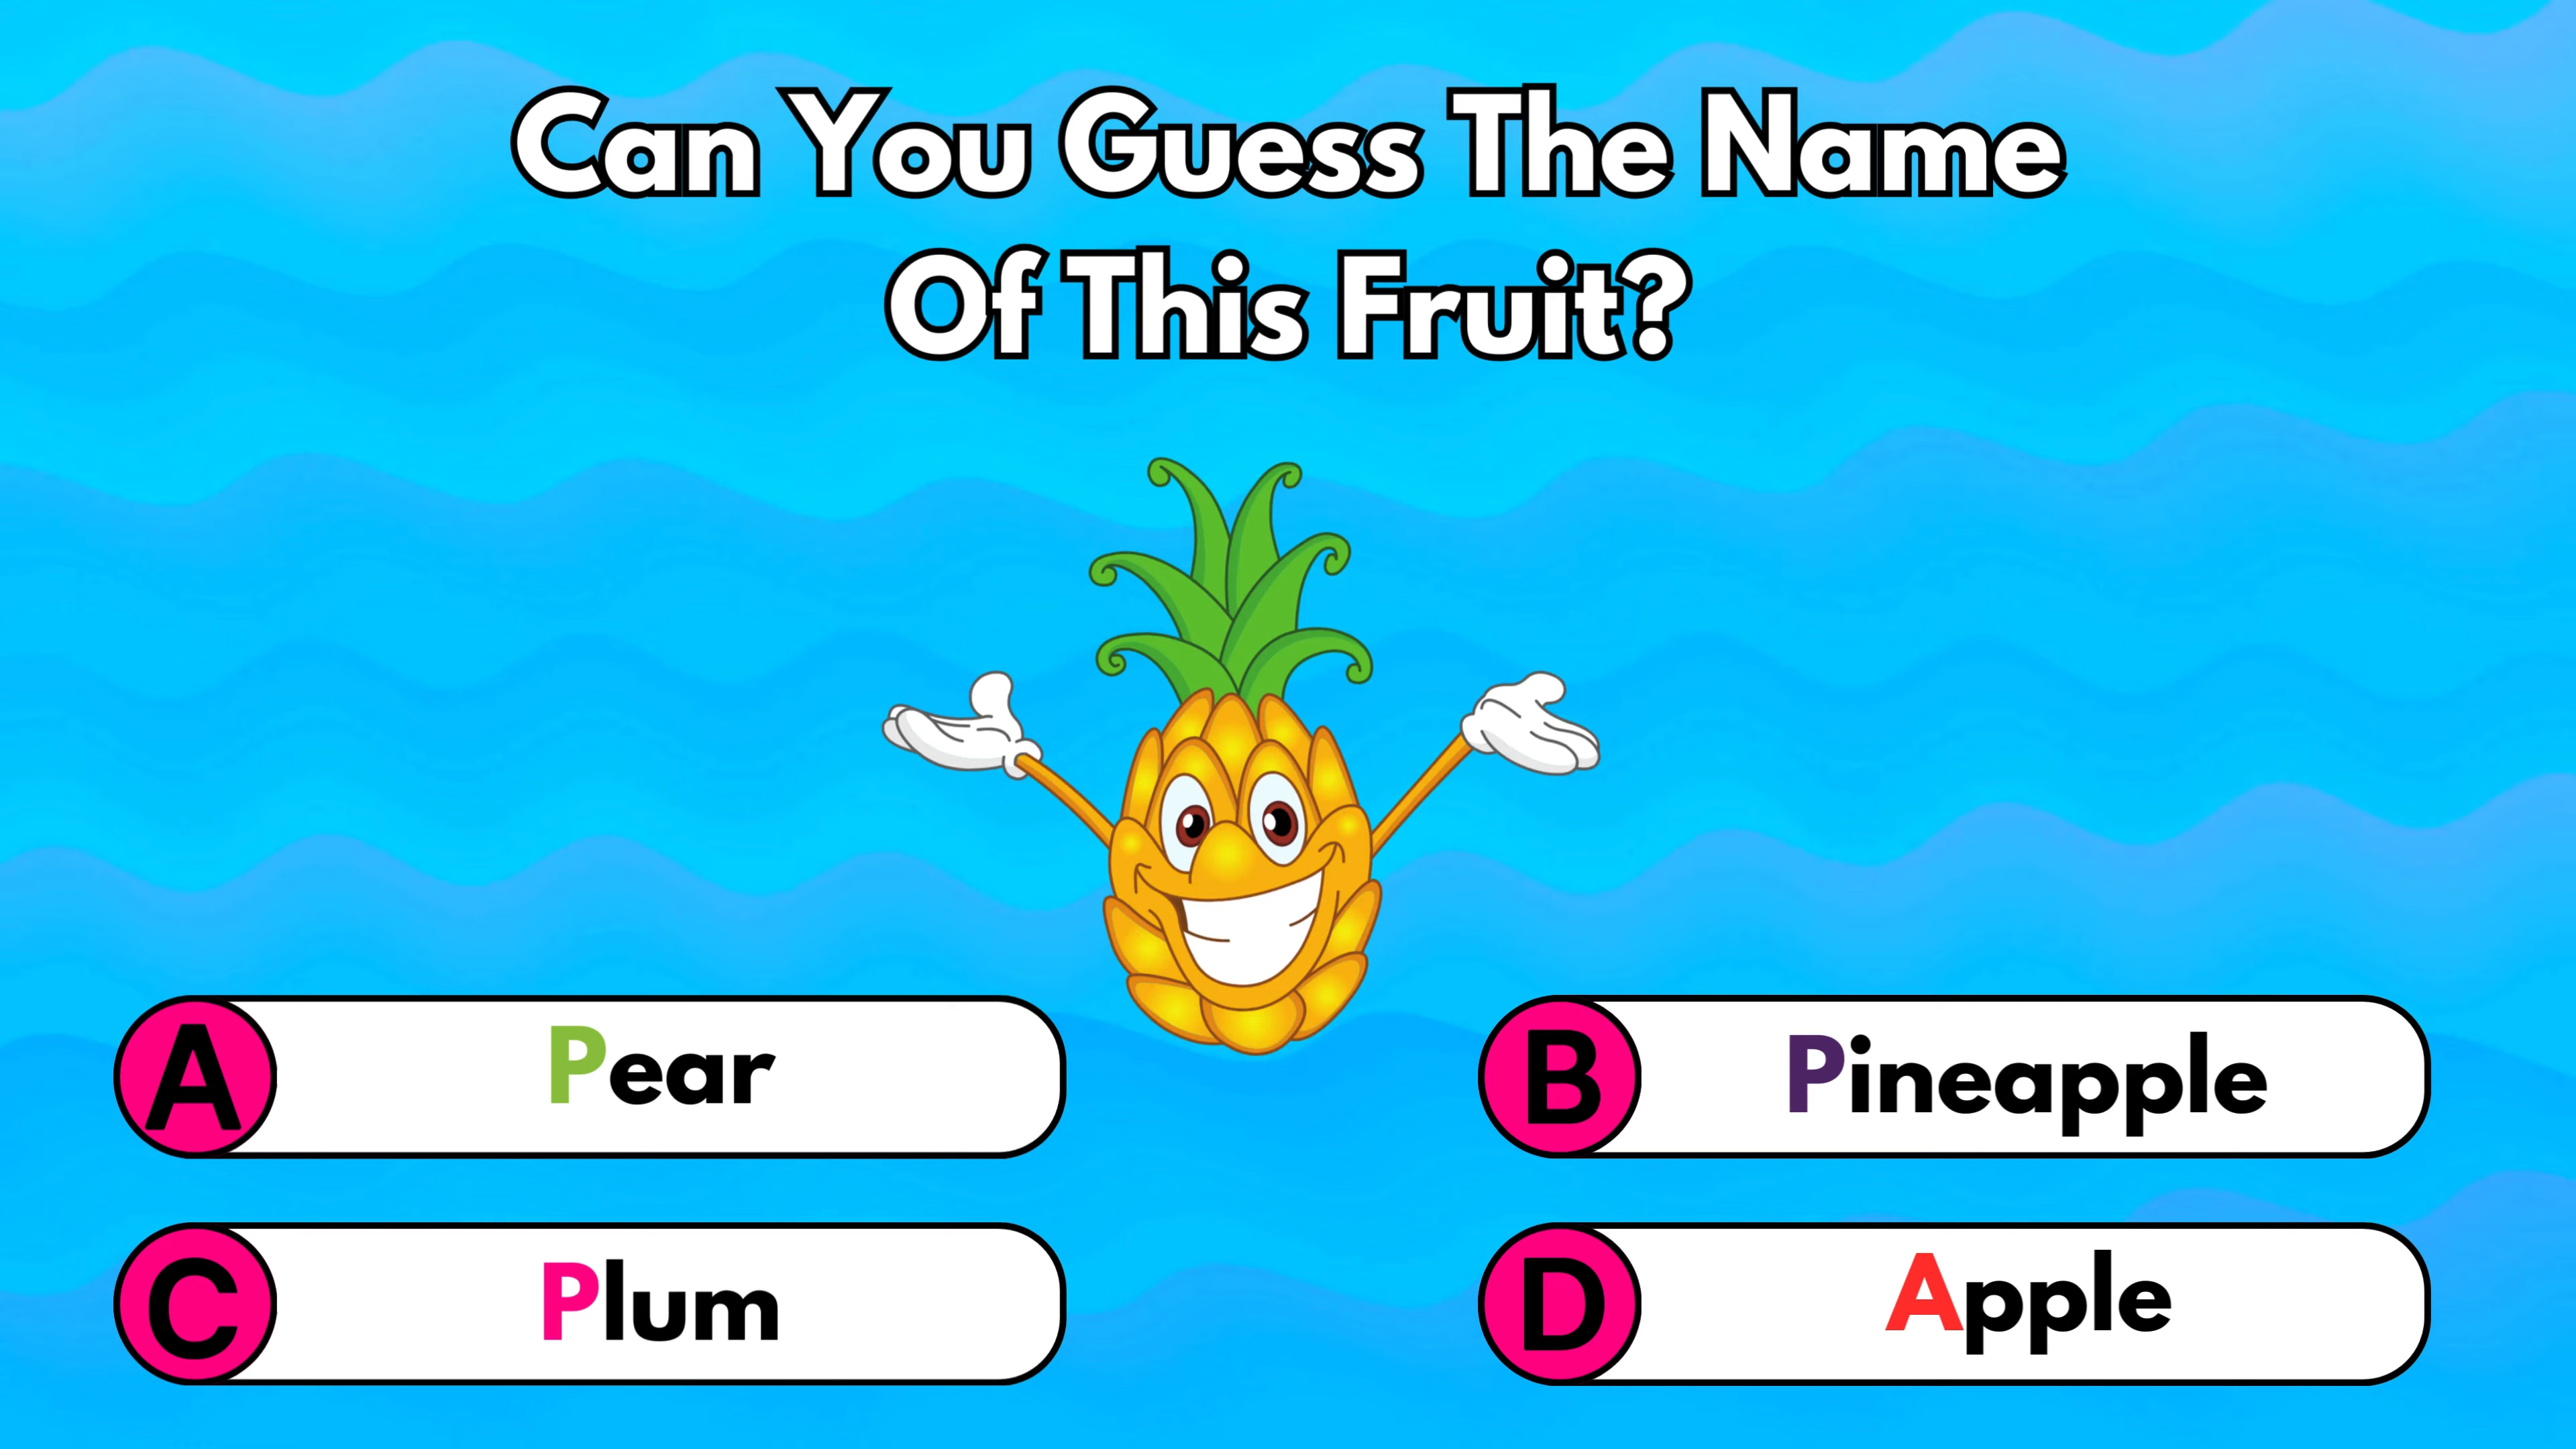 Can You Guess The Name
Of This Fruit?
A Pear
B Pineapple
C Plum
D Apple